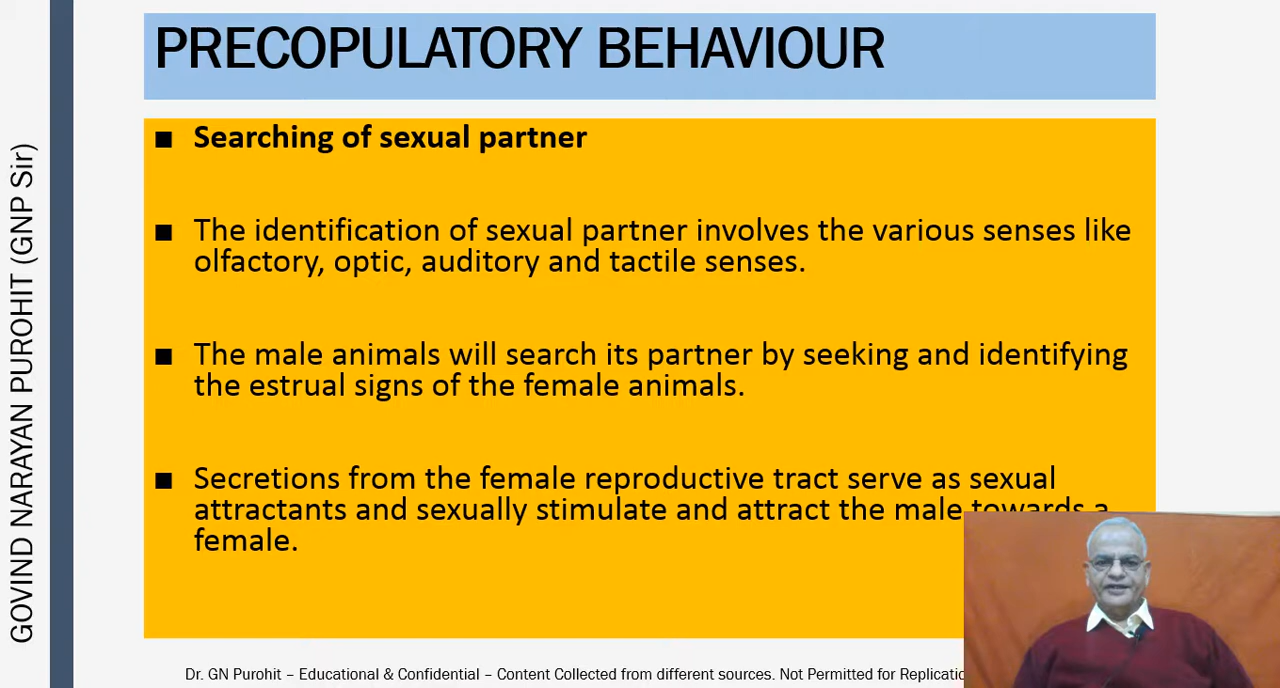 PRECOPULATORY BEHAVIOUR
■ Searching of sexual partner
■ The identification of sexual partner involves the various senses like
olfactory, optic, auditory and tactile senses.
■ The male animals will search its partner by seeking and identifying
the estrual signs of the female animals.
■ Secretions from the female reproductive tract serve as sexual
attractants and sexually stimulate and attract the male towards a
female.
GOVIND NARAYAN PUROHIT (GNP Sir)
Dr. GN Purohit – Educational & Confidential – Content Collected from different sources. Not Permitted for